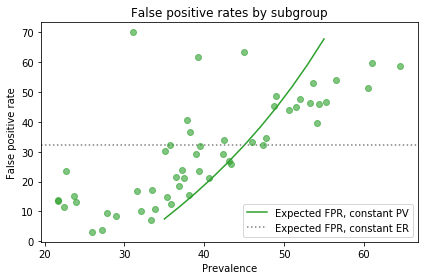 False positive rates by subgroup
70
60
50
40
30
20
10
0
False positive rate
Expected FPR, constant PV
Expected FPR, constant ER
20
30
40
50
60
Prevalence